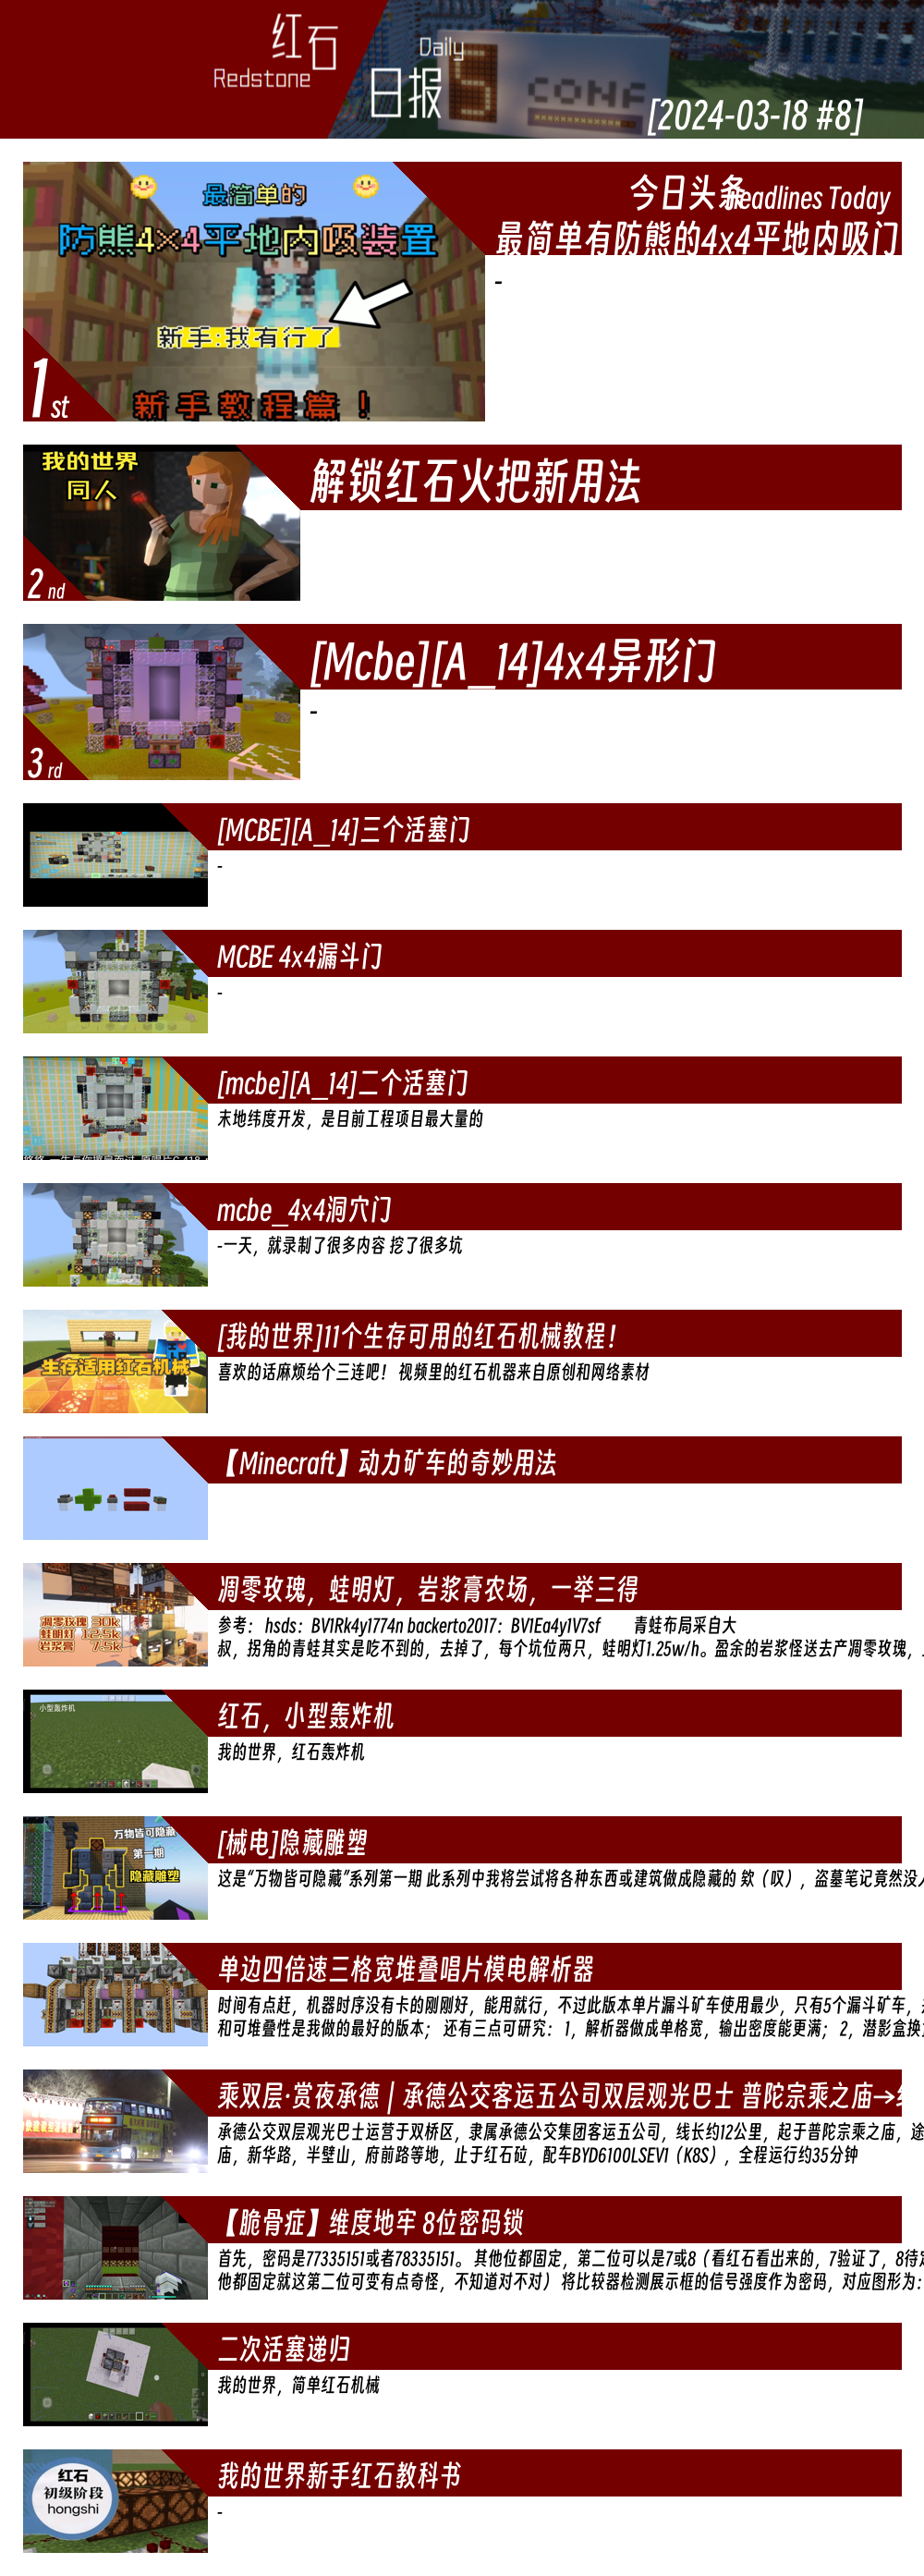 红石
Redstone
Daily
日报
CONF
[2024-03-18 #8]
今日头条 Headlines Today
最简单有防熊的4x4平地内吸门
-
最简单的
防熊4×4平地内吸装置
新手:我有行了
新手教程篇！
1st
我的世界
同人
2nd
解锁红石火把新用法
3rd
[Mcbe][A_14]4x4异形门
-
[MCBE][A_14]三个活塞门
-
MCBE 4x4漏斗门
-
[mcbe][A_14]二个活塞门
末地纬度开发，是目前工程项目最大量的
mcbe_4x4洞穴门
-一天，就录制了很多内容 挖了很多坑
生存适用红石机械
[我的世界]11个生存可用的红石机械教程！
喜欢的话麻烦给个三连吧！ 视频里的红石机器来自原创和网络素材
【Minecraft】动力矿车的奇妙用法
凋零玫瑰 30k
蛙明灯 12.5k
岩浆膏 7.5k
凋零玫瑰，蛙明灯，岩浆膏农场，一举三得
参考： hsds：BV1Rk4y1774n backerto2017：BV1Ea4y1V7sf 青蛙布局采自大
叔，拐角的青蛙其实是吃不到的，去掉了，每个坑位两只，蛙明灯1.25w/h。盈余的岩浆怪送去产凋零玫瑰，
小型轰炸机
红石，小型轰炸机
我的世界，红石轰炸机
万物皆可隐藏
第一期
隐藏雕塑
[械电]隐藏雕塑
这是“万物皆可隐藏”系列第一期 此系列中我将尝试将各种东西或建筑做成隐藏的 欸（叹），盗墓笔记竟然没
单边四倍速三格宽堆叠唱片模电解析器
时间有点赶，机器时序没有卡的刚刚好，能用就行，不过此版本单片漏斗矿车使用最少，只有5个漏斗矿车，
和可堆叠性是我做的最好的版本； 还有三点可研究： 1，解析器做成单格宽，输出密度能更满； 2，潜影盒换
乘双层·赏夜承德 | 承德公交客运五公司双层观光巴士 普陀宗乘之庙→
承德公交双层观光巴士运营于双桥区，隶属承德公交集团客运五公司，线长约12公里，起于普陀宗乘之庙，途
庙，新华路，半壁山，府前路等地，止于红石砬，配车BYD6100LSEV1（K8S），全程运行约35分钟
【脆骨症】维度地牢 8位密码锁
首先，密码是77335151或者78335151。 其他位都固定，第二位可以是7或8（看红石看出来的，7验证了，8待定
他都固定就这第二位可变有点奇怪，不知道对不对） 将比较器检测展示框的信号强度作为密码，对应图形为：
二次活塞递归
我的世界，简单红石机械
红石
初级阶段
hongshi
我的世界新手红石教科书
-